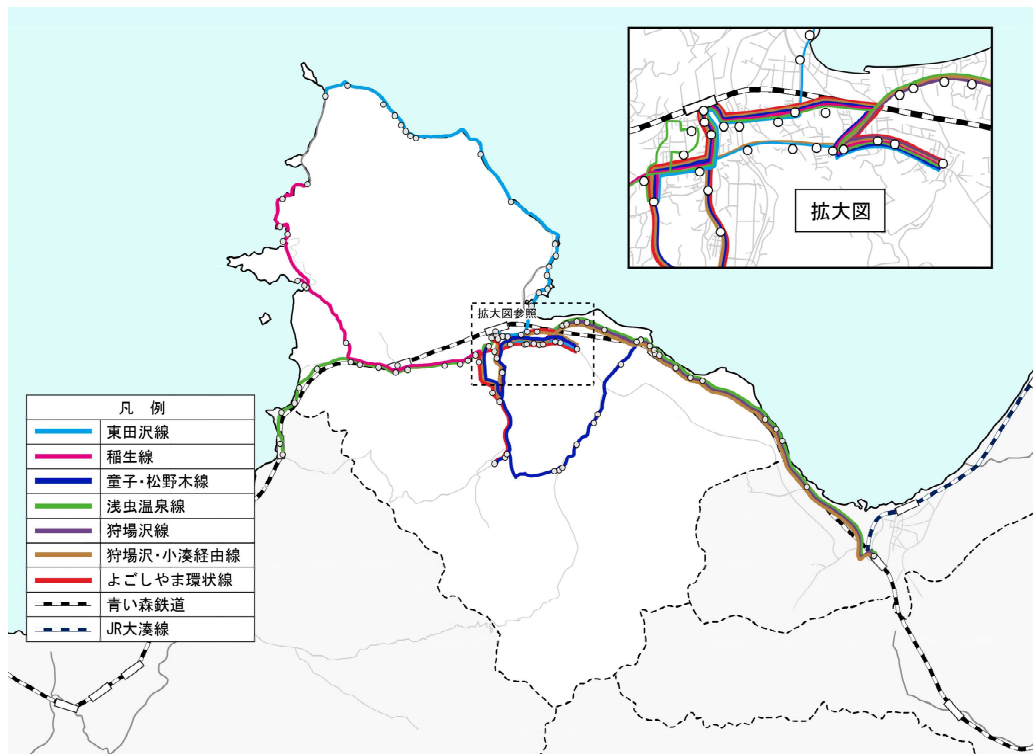 拡大図
拡大図参照
凡 例
東田沢線
稲生線
童子・松野木線
浅虫温泉線
狩場沢線
狩場沢・小湊経由線
よごしやま環状線
青い森鉄道
JR大湊線